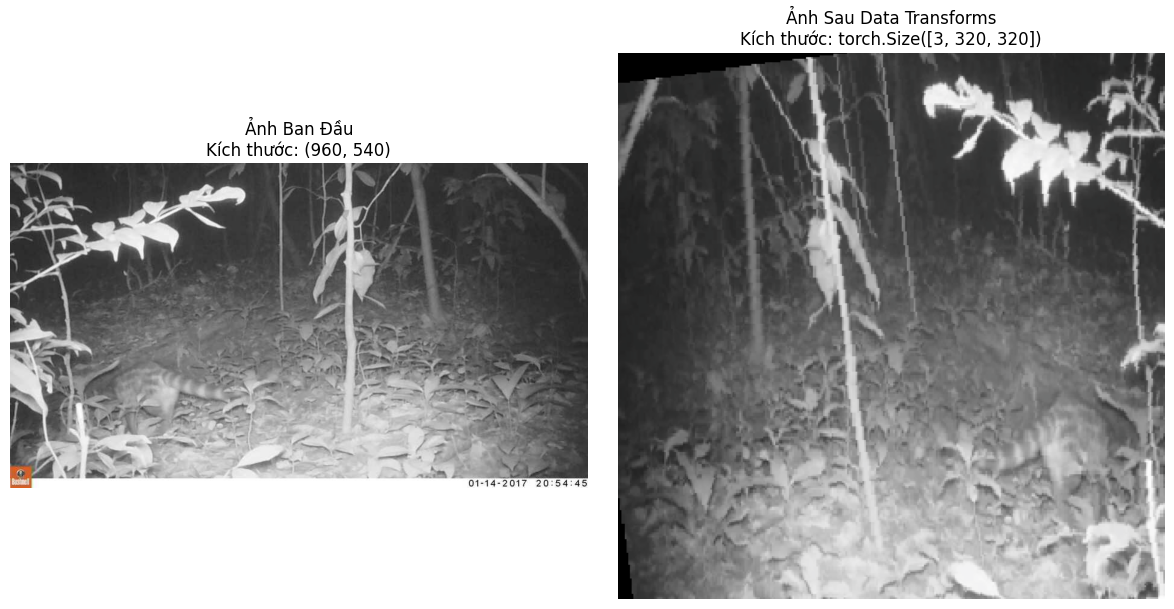 Ảnh Ban Đầu
Kích thước: (960, 540)
Bushnell
01-14-2017 20:54:45
Ảnh Sau Data Transforms
Kích thước: torch.Size([3, 320, 320])